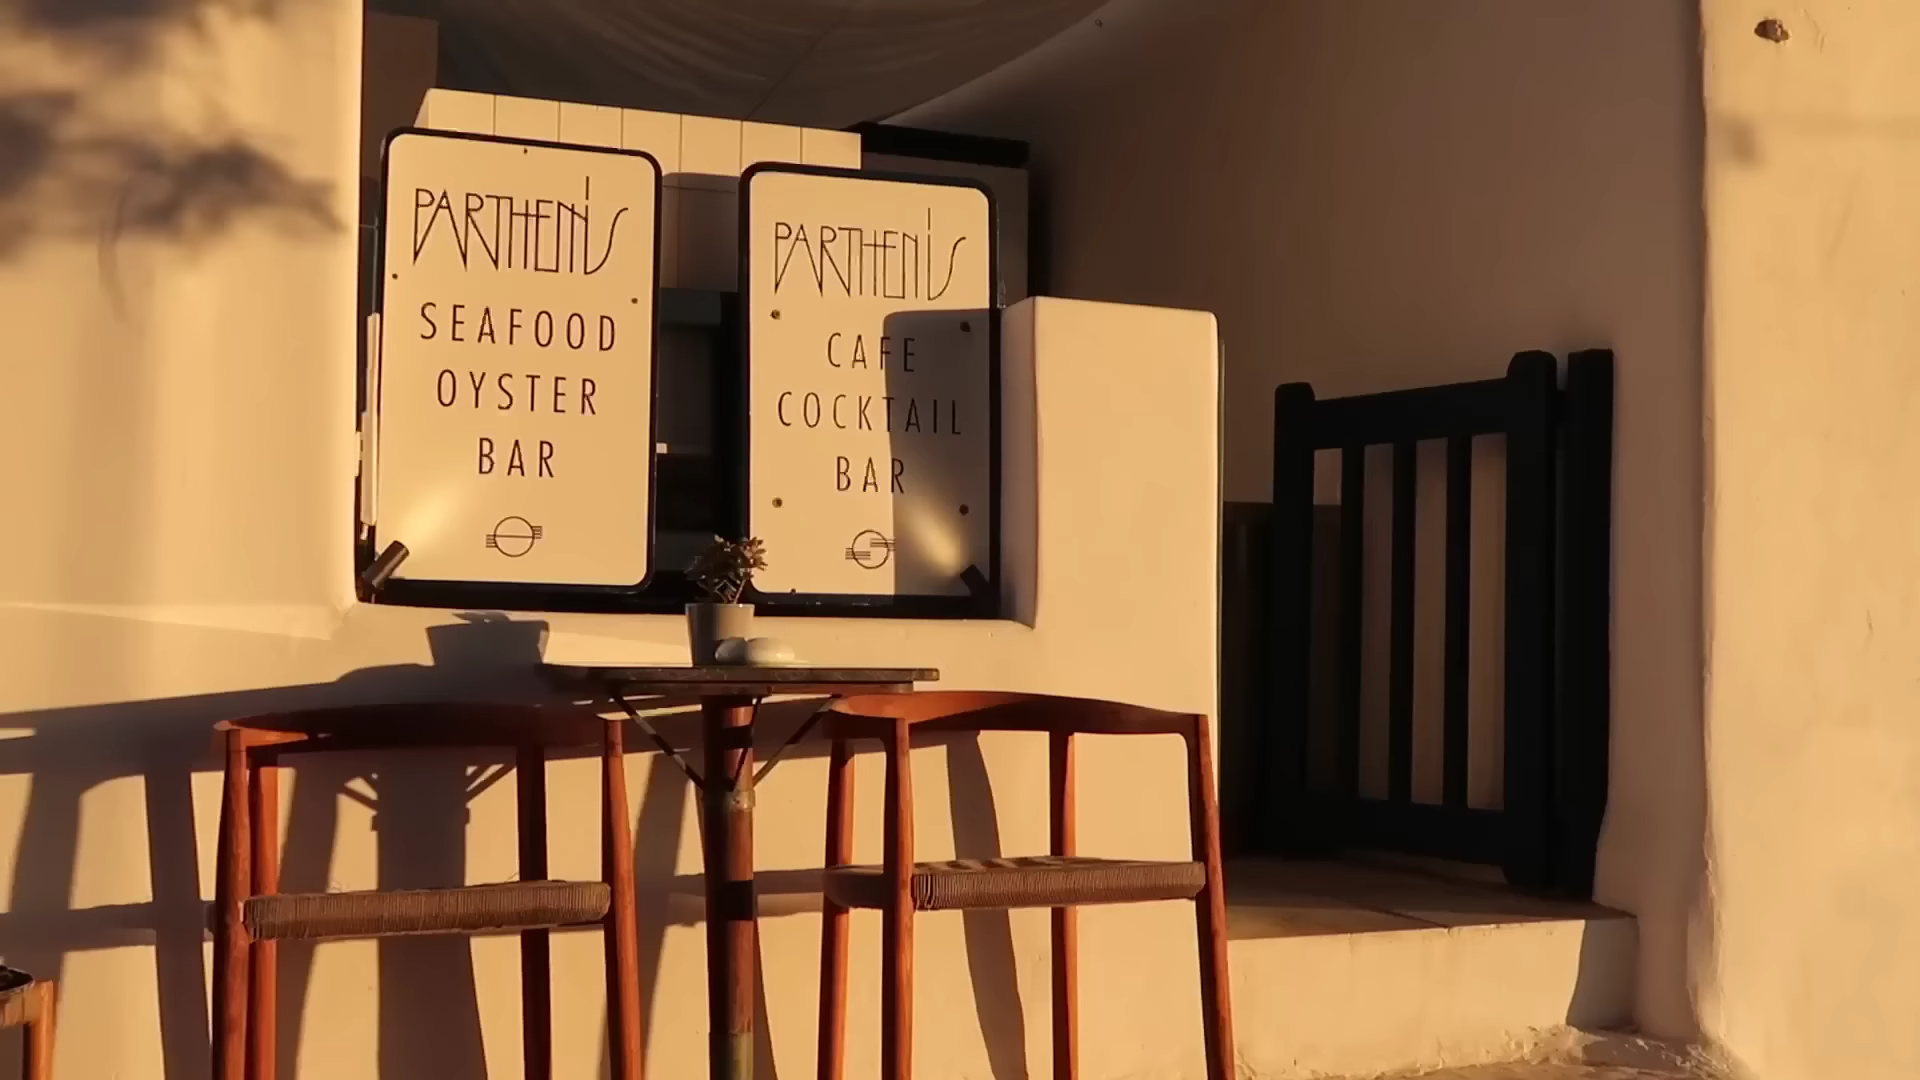 PARTHENIS
SEAFOOD
OYSTER
BAR
PARTHENIS
CAFE
COCKTAIL
BAR